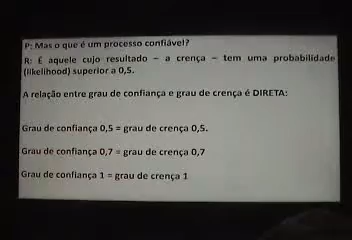 P: Mas o que é um processo confiável?
R: É aquele cujo resultado – a crença – tem uma probabilidade
(likelihood) superior a 0,5.
A relação entre grau de confiança e grau de crença é DIRETA:
Grau de confiança 0,5 = grau de crença 0,5.
Grau de confiança 0,7 = grau de crença 0,7
Grau de confiança 1 = grau de crença 1